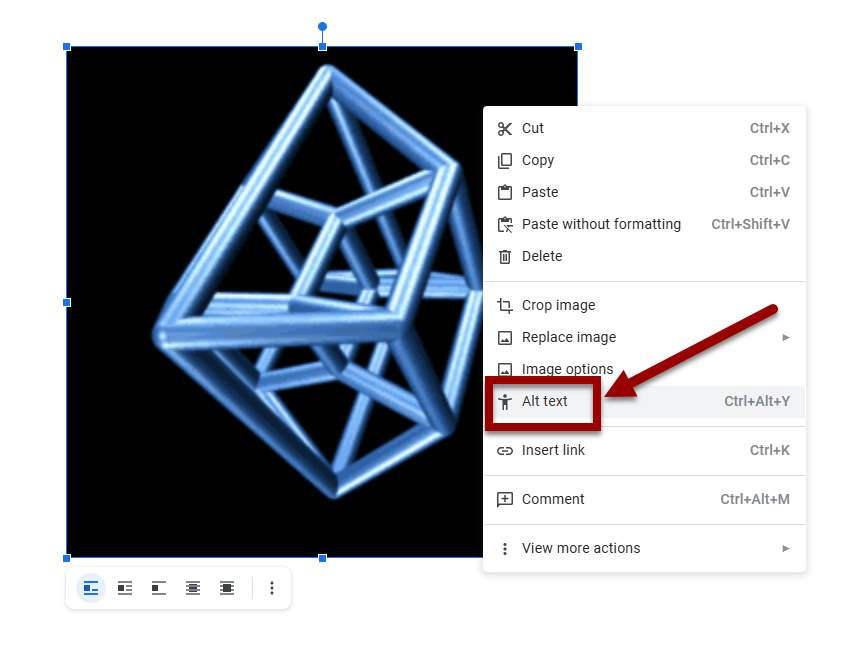 Cut Ctrl+X
Copy Ctrl+C
Paste Ctrl+V
Paste without formatting Ctrl+Shift+V
Delete
Crop image
Replace image
Image options
Alt text Ctrl+Alt+Y
Insert link Ctrl+K
Comment Ctrl+Alt+M
View more actions